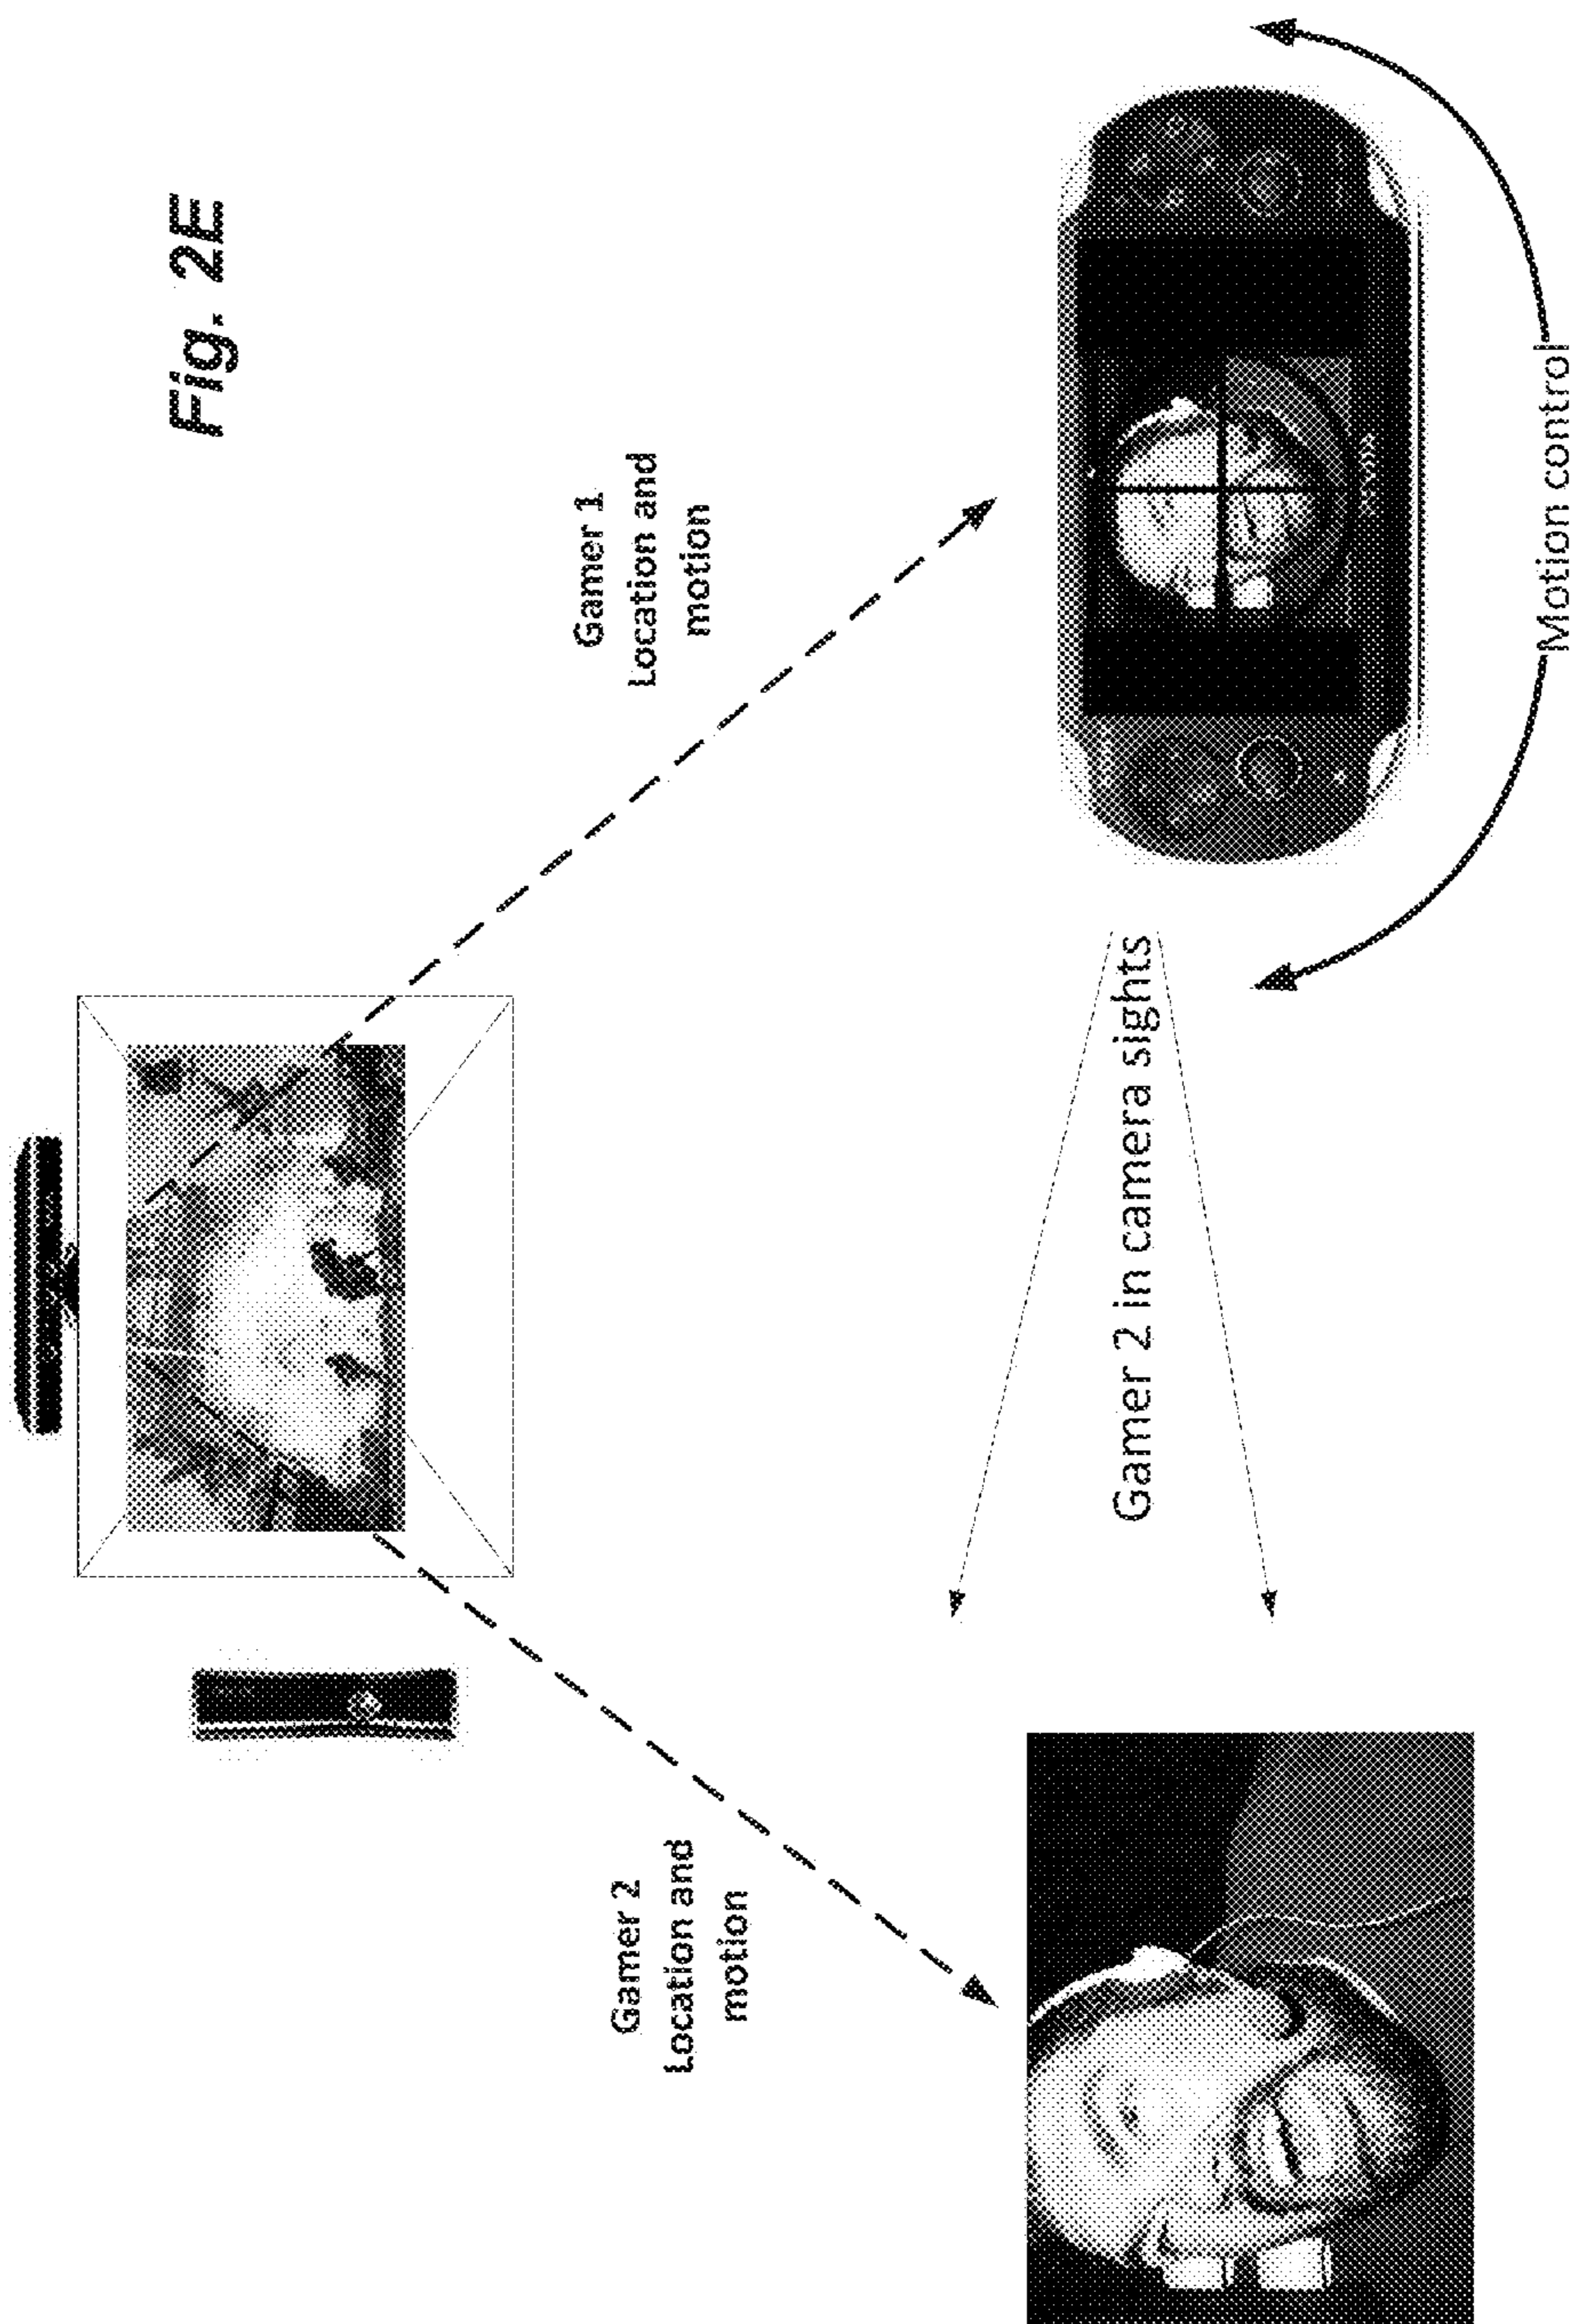 Fig. 2E
Gamer 1
Location and
motion
Gamer 2
Location and
motion
Gamer 2 in camera sights
Motion control